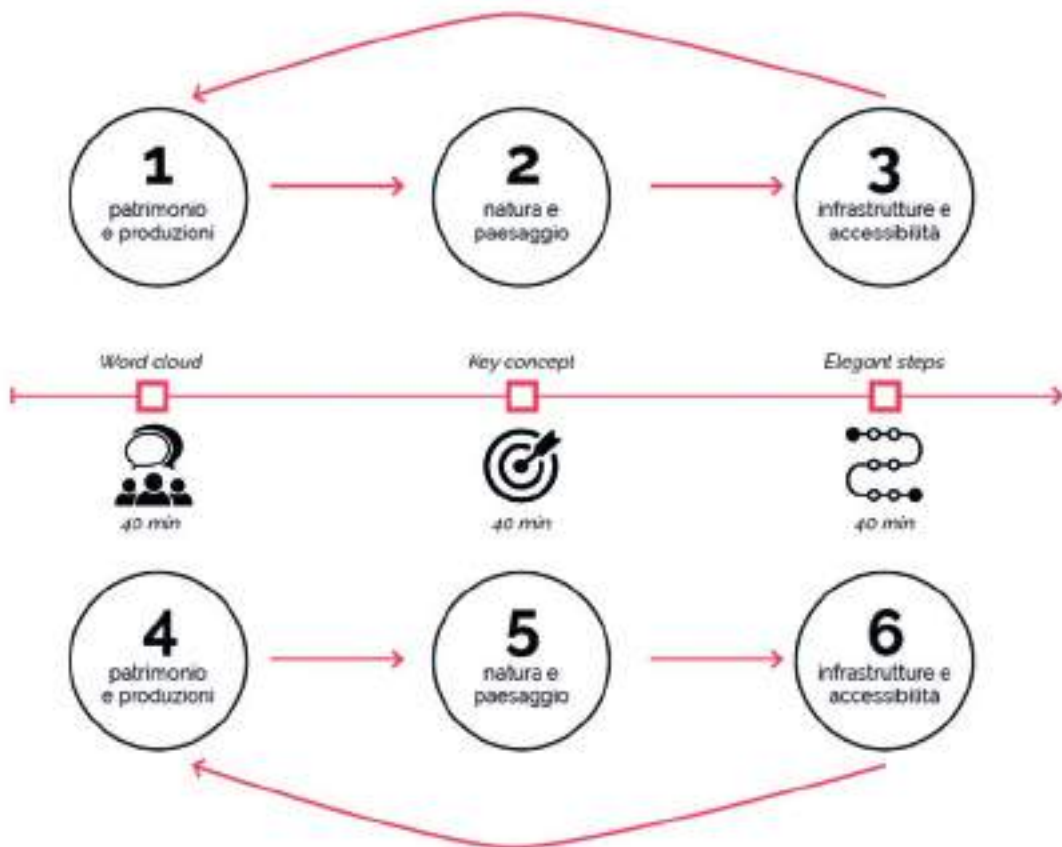 1
patrimonio
e produzioni
2
natura e
paesaggio
3
infrastrutture e
accessibilità
Word cloud
Key concept
Elegant steps
40 min
40 min
40 min
4
patrimonio
e produzioni
5
natura e
paesaggio
6
infrastrutture e
accessibilità